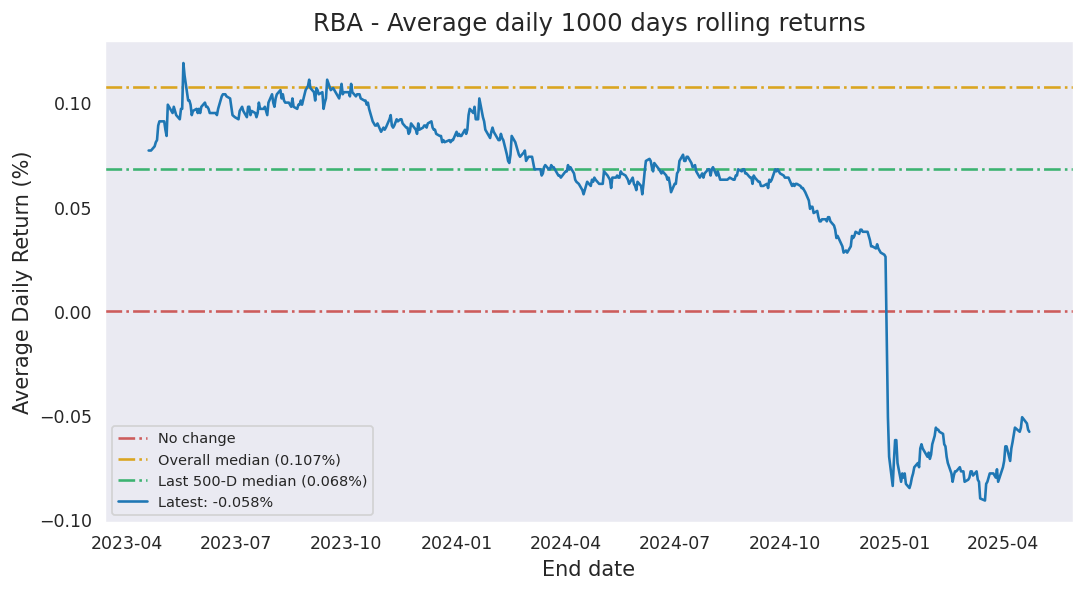 RBA - Average daily 1000 days rolling returns
Average Daily Return (%)
0.10
0.05
0.00
−0.05
−0.10
No change
Overall median (0.107%)
Last 500-D median (0.068%)
Latest: -0.058%
2023-04 2023-07 2023-10 2024-01 2024-04 2024-07 2024-10 2025-01 2025-04
End date